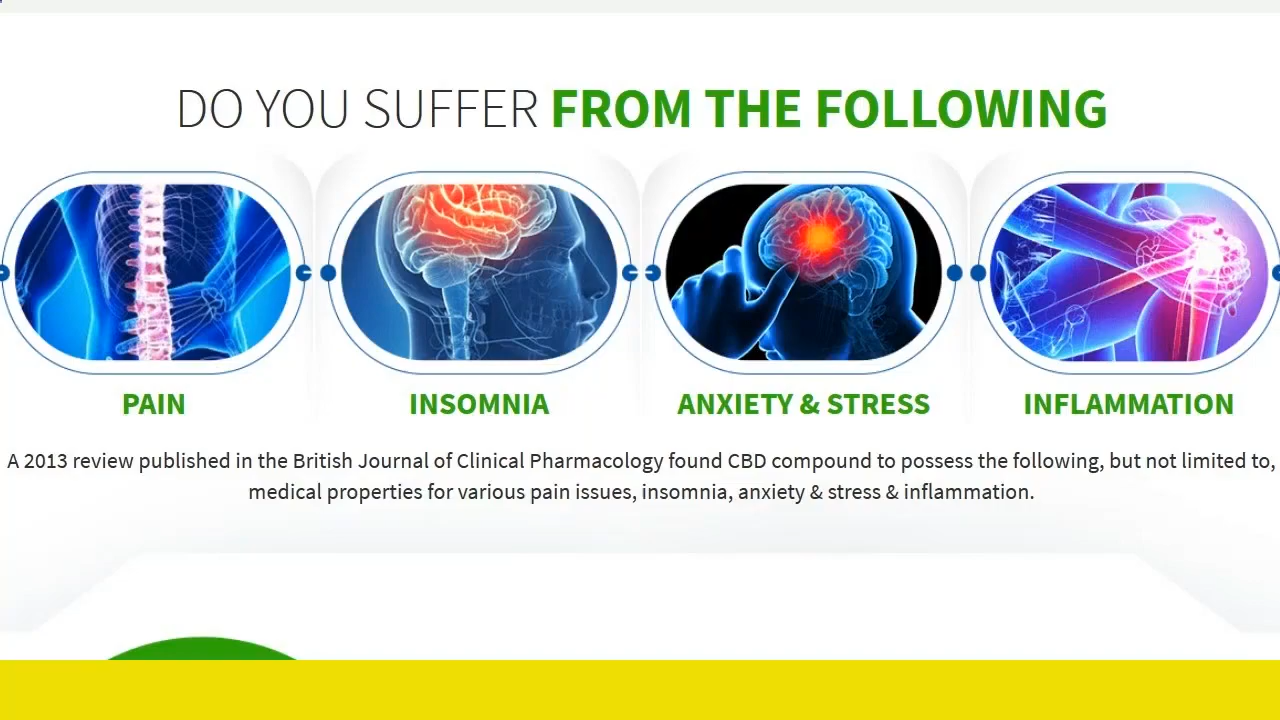 DO YOU SUFFER FROM THE FOLLOWING
PAIN
INSOMNIA
ANXIETY & STRESS
INFLAMMATION
A 2013 review published in the British Journal of Clinical Pharmacology found CBD compound to possess the following, but not limited to,
medical properties for various pain issues, insomnia, anxiety & stress & inflammation.